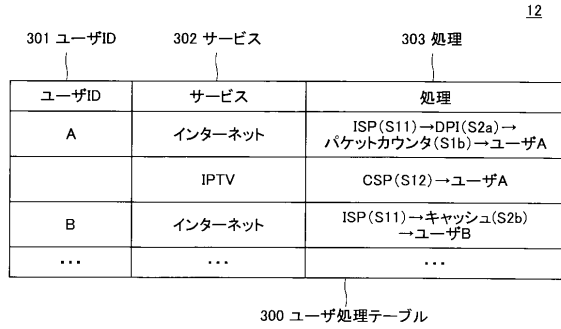 12
301 ユーザID
302 サービス
303 処理
ユーザID
サービス
処理
A
インターネット
ISP(S11)→DPI(S2a)→
パケットカウンタ(S1b)→ユーザA
IPTV
CSP(S12)→ユーザA
B
インターネット
ISP(S11)→キャッシュ(S2b)
→ユーザB
・・・
・・・
・・・
300 ユーザ処理テーブル